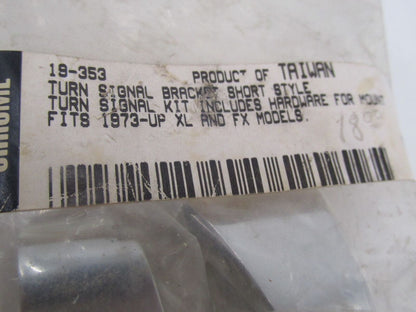 CHROME
19-353 PRODUCT OF TAIWAN
TURN SIGNAL BRACKET SHORT STYLE
TURN SIGNAL KIT INCLUDES HARDWARE FOR MOUNT
FITS 1973-UP XL AND FX MODELS.